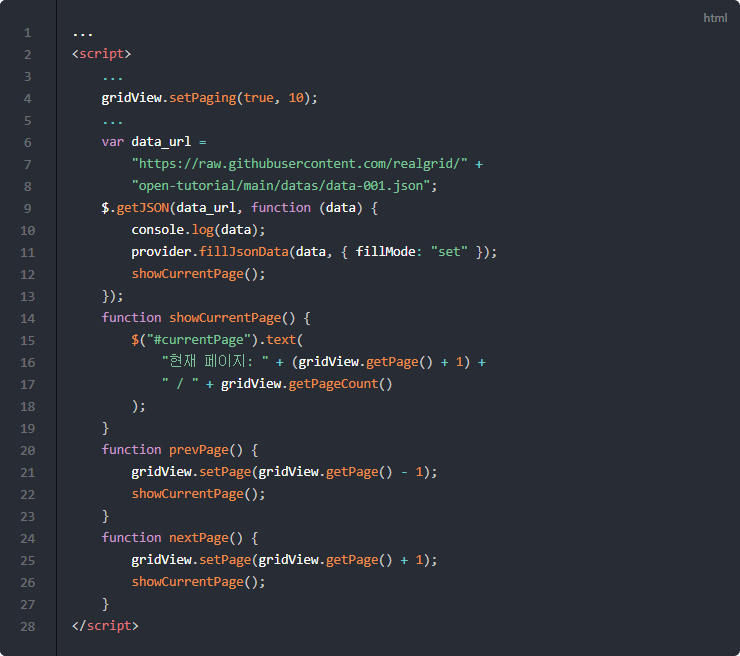 html
1 ...
2 <script>
3     ...
4     gridView.setPaging(true, 10);
5     ...
6     var data_url =
7         "https://raw.githubusercontent.com/realgrid/" +
8         "open-tutorial/main/datas/data-001.json";
9     $.getJSON(data_url, function (data) {
10         console.log(data);
11         provider.fillJsonData(data, { fillMode: "set" });
12         showCurrentPage();
13     });
14     function showCurrentPage() {
15         $("#currentPage").text(
16             "현재 페이지: " + (gridView.getPage() + 1) +
17             " / " + gridView.getPageCount()
18         );
19     }
20     function prevPage() {
21         gridView.setPage(gridView.getPage() - 1);
22         showCurrentPage();
23     }
24     function nextPage() {
25         gridView.setPage(gridView.getPage() + 1);
26         showCurrentPage();
27     }
28 </script>